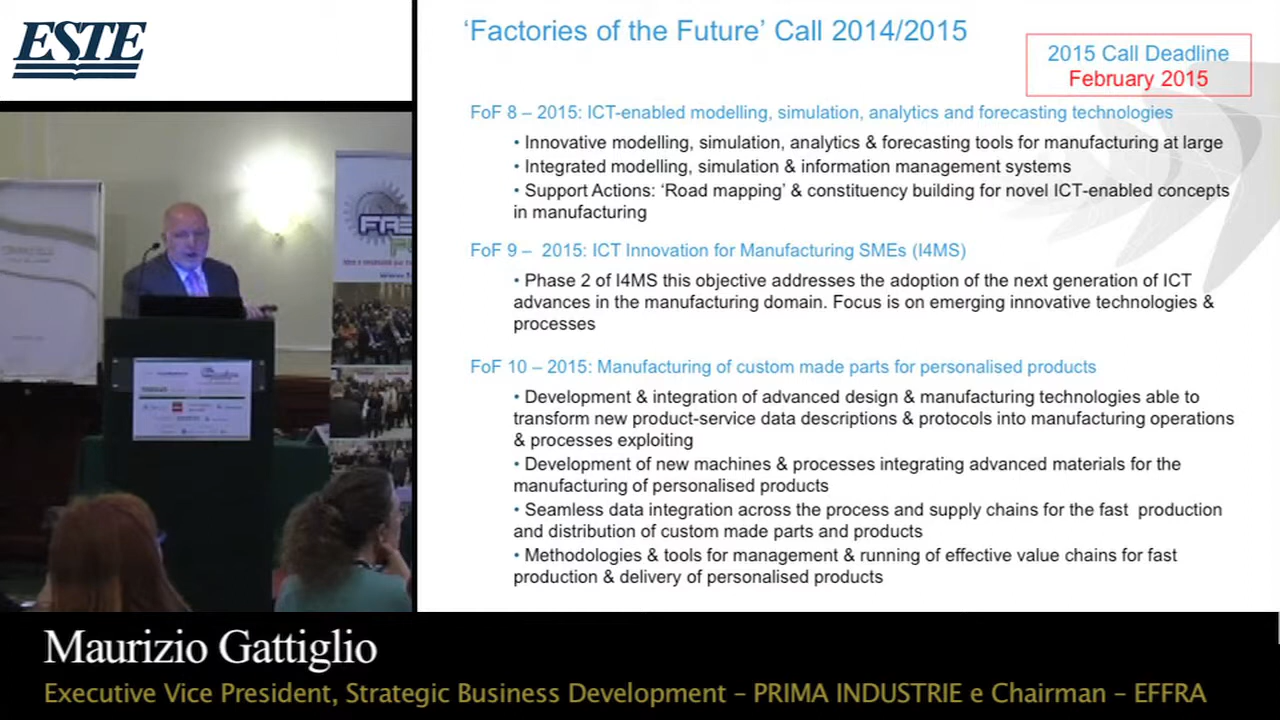 ESTE
'Factories of the Future' Call 2014/2015
2015 Call Deadline
February 2015
FoF 8 – 2015: ICT-enabled modelling, simulation, analytics and forecasting technologies
• Innovative modelling, simulation, analytics & forecasting tools for manufacturing at large
• Integrated modelling, simulation & information management systems
• Support Actions: 'Road mapping' & constituency building for novel ICT-enabled concepts
in manufacturing
FoF 9 – 2015: ICT Innovation for Manufacturing SMEs (I4MS)
• Phase 2 of I4MS this objective addresses the adoption of the next generation of ICT
advances in the manufacturing domain. Focus is on emerging innovative technologies &
processes
FoF 10 – 2015: Manufacturing of custom made parts for personalised products
• Development & integration of advanced design & manufacturing technologies able to
transform new product-service data descriptions & protocols into manufacturing operations
& processes exploiting
• Development of new machines & processes integrating advanced materials for the
manufacturing of personalised products
• Seamless data integration across the process and supply chains for the fast production
and distribution of custom made parts and products
• Methodologies & tools for management & running of effective value chains for fast
production & delivery of personalised products
Maurizio Gattiglio
Executive Vice President, Strategic Business Development – PRIMA INDUSTRIE e Chairman – EFFRA